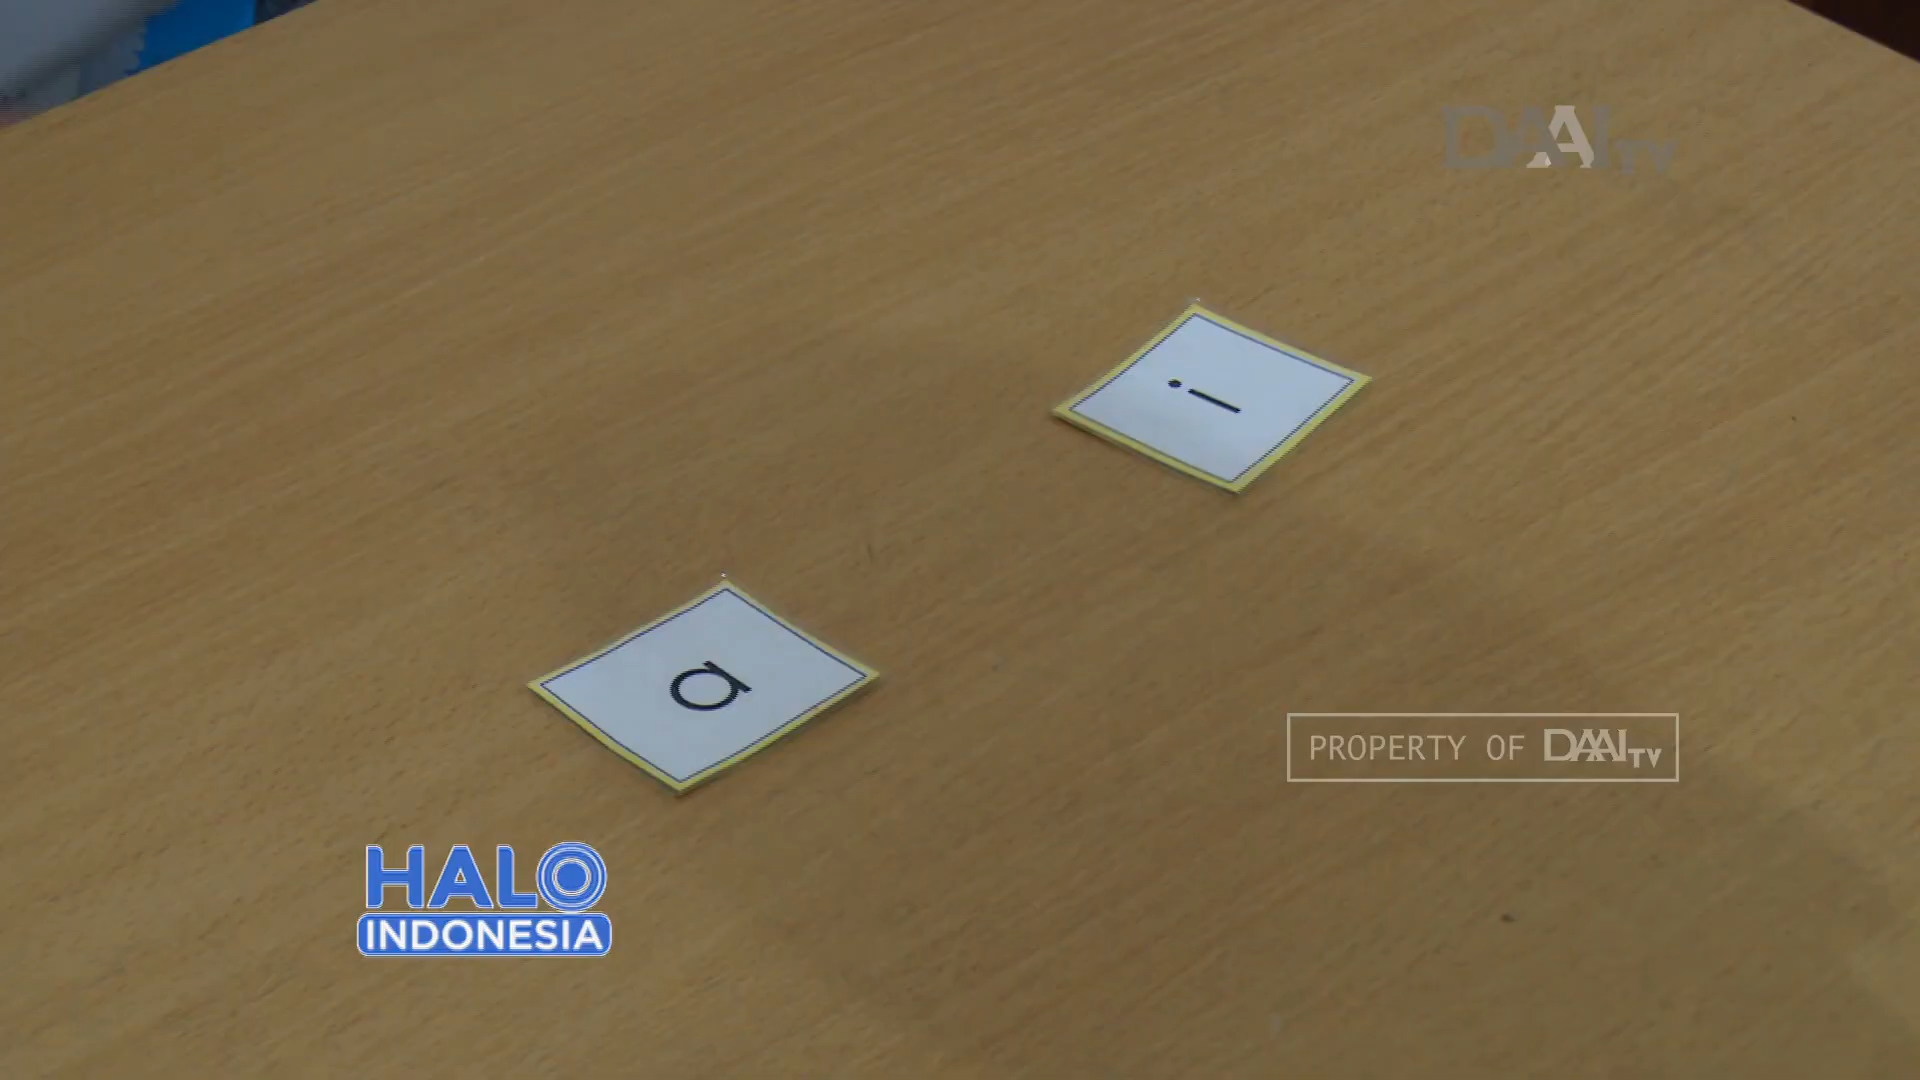 DAAI TV
i
a
PROPERTY OF DAAI TV
HALO
INDONESIA